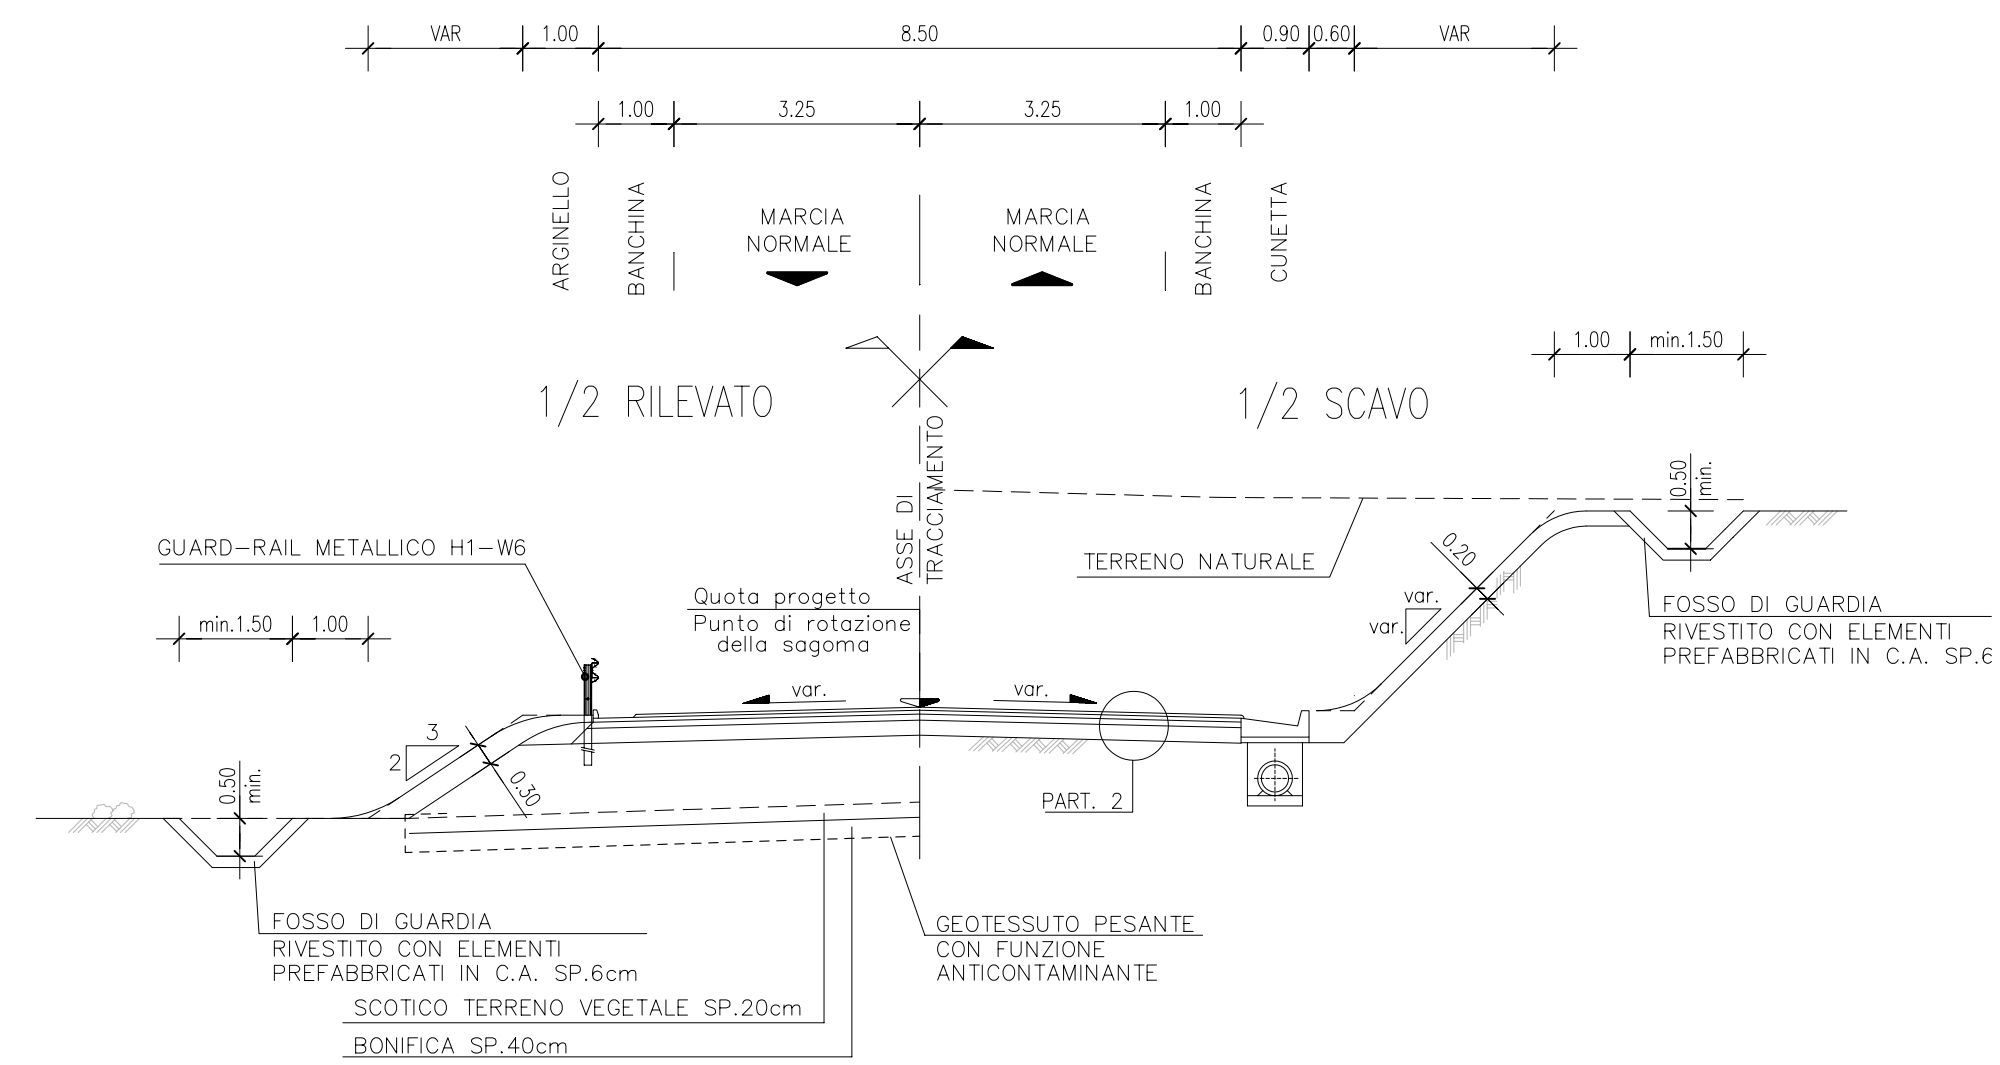 VAR
1.00
8.50
0.90
0.60
VAR
1.00
3.25
3.25
1.00
ARGINELLO
BANCHINA
MARCIA
NORMALE
MARCIA
NORMALE
BANCHINA
CUNETTA
1.00
min.1.50
1/2 RILEVATO
1/2 SCAVO
ASSE DI
TRACCIAMENTO
0.50
min.
GUARD-RAIL METALLICO H1-W6
TERRENO NATURALE
0.20
Quota progetto
Punto di rotazione
della sagoma
var.
var.
FOSSO DI GUARDIA
RIVESTITO CON ELEMENTI
PREFABBRICATI IN C.A. SP.6
min.1.50
1.00
var.
var.
3
2
0.30
0.50
min.
PART. 2
FOSSO DI GUARDIA
RIVESTITO CON ELEMENTI
PREFABBRICATI IN C.A. SP.6cm
GEOTESSUTO PESANTE
CON FUNZIONE
ANTICONTAMINANTE
SCOTICO TERRENO VEGETALE SP.20cm
BONIFICA SP.40cm